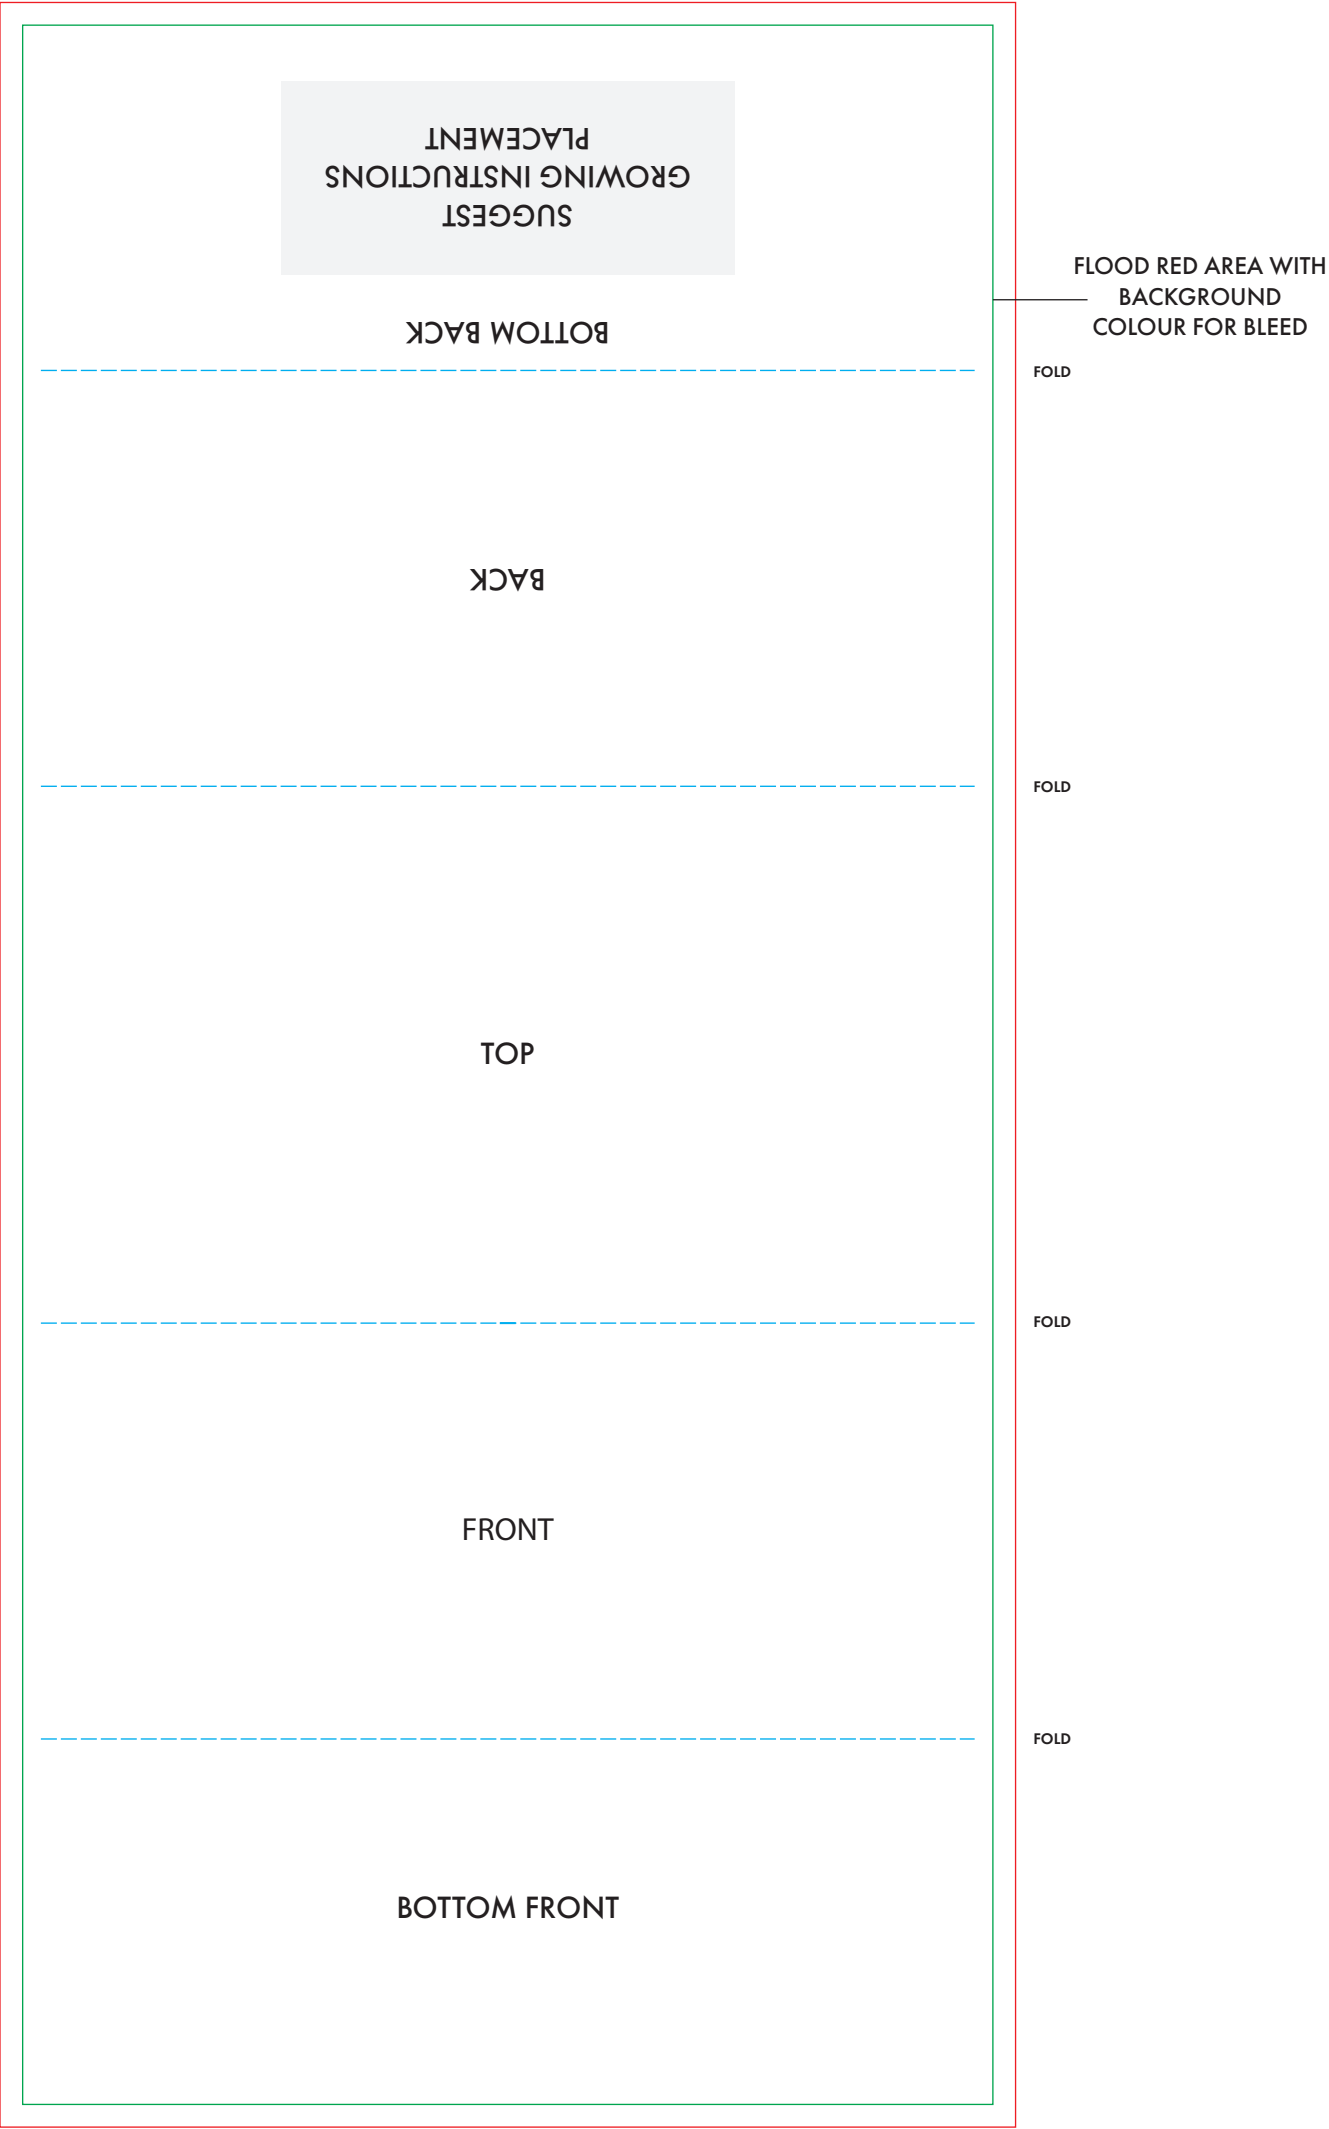 SUGGEST
GROWING INSTRUCTIONS
PLACEMENT
BOTTOM BACK
FLOOD RED AREA WITH
BACKGROUND
COLOUR FOR BLEED
FOLD
BACK
FOLD
TOP
FOLD
FRONT
FOLD
BOTTOM FRONT